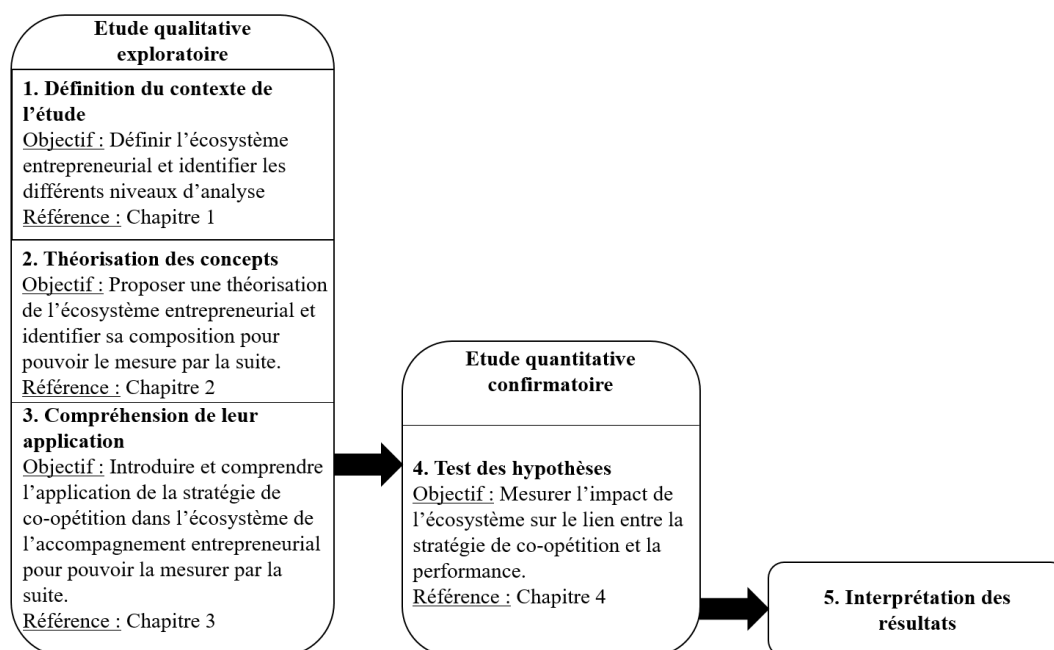 Etude qualitative
exploratoire
1. Définition du contexte de
l'étude
Objectif : Définir l'écosystème
entrepreneurial et identifier les
différents niveaux d'analyse
Référence : Chapitre 1
2. Théorisation des concepts
Objectif : Proposer une théorisation
de l'écosystème entrepreneurial et
identifier sa composition pour
pouvoir le mesure par la suite.
Référence : Chapitre 2
3. Compréhension de leur
application
Objectif : Introduire et comprendre
l'application de la stratégie de
co-opétition dans l'écosystème de
l'accompagnement entrepreneurial
pour pouvoir la mesurer par la
suite.
Référence : Chapitre 3
Etude quantitative
confirmatoire
4. Test des hypothèses
Objectif : Mesurer l'impact de
l'écosystème sur le lien entre la
stratégie de co-opétition et la
performance.
Référence : Chapitre 4
5. Interprétation des
résultats